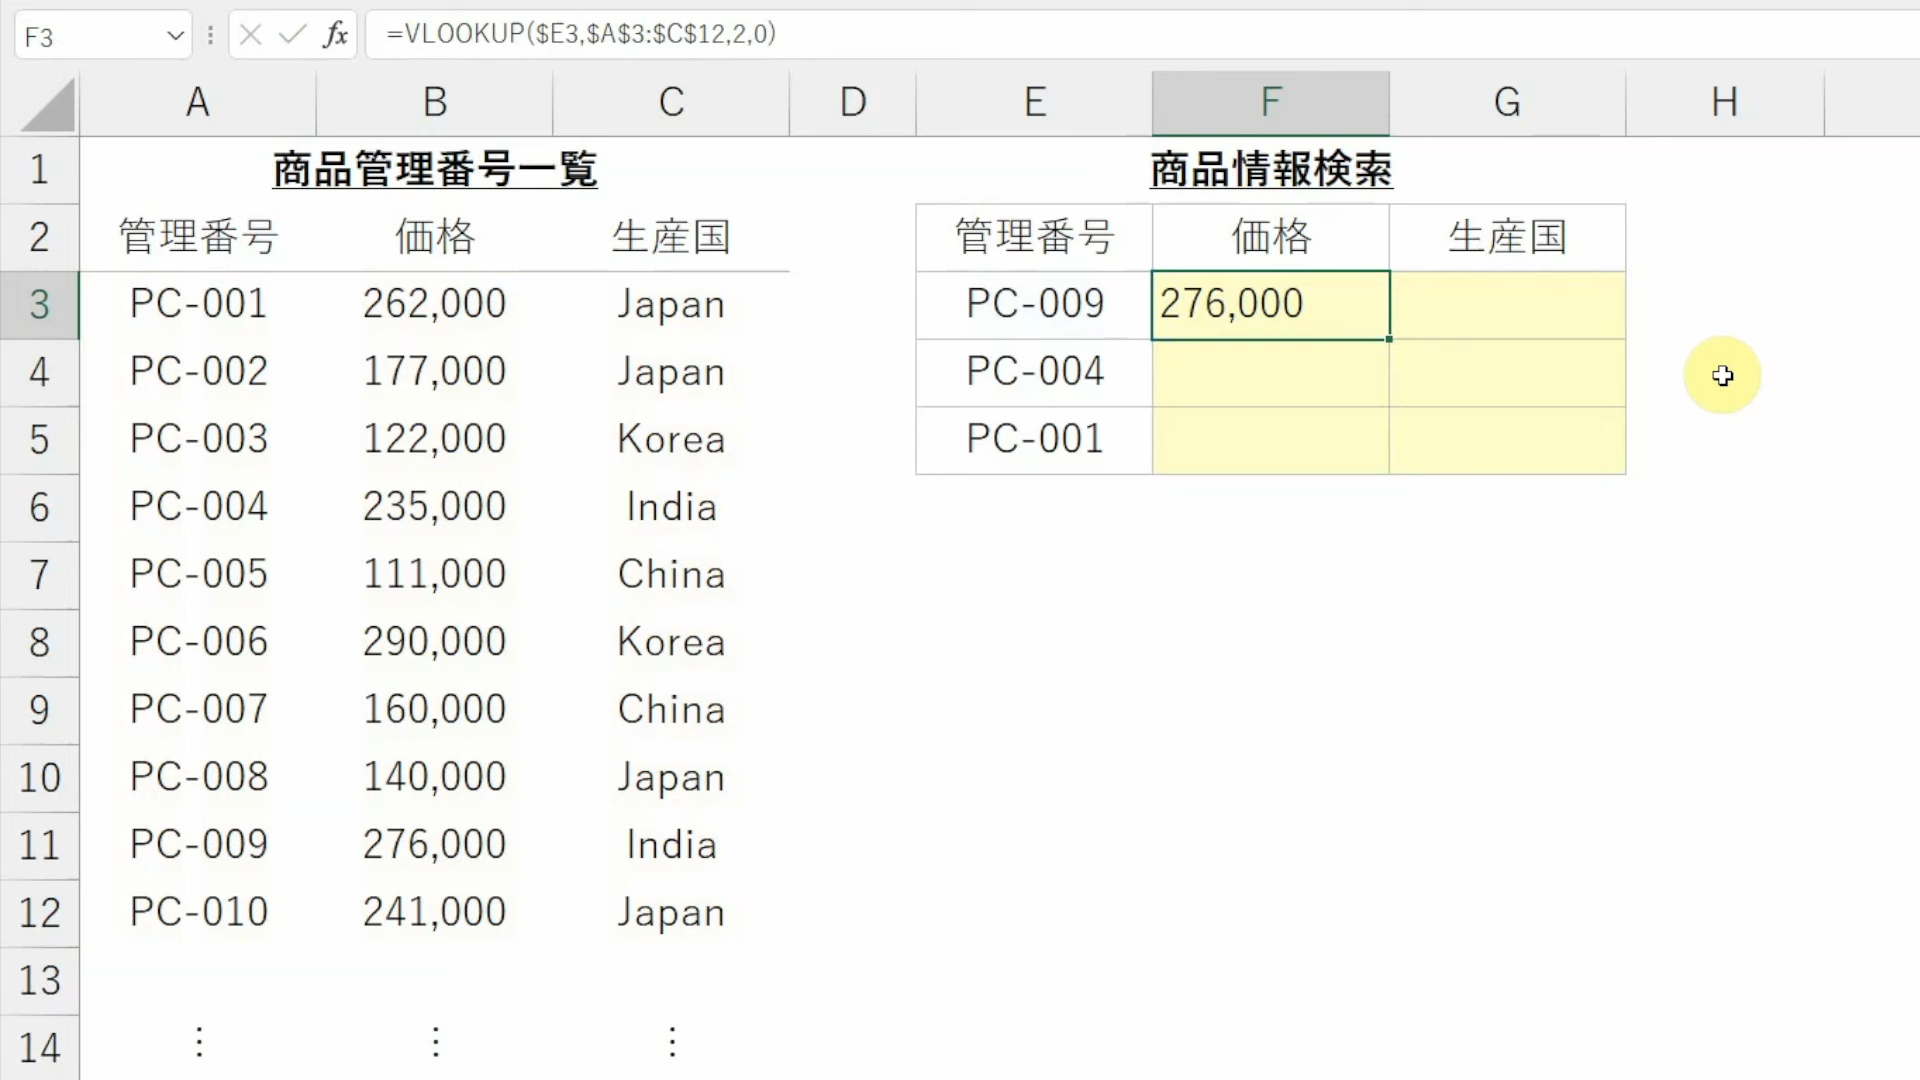 F3 fx =VLOOKUP($E3,$A$3:$C$12,2,0)
A B C D E F G H
1 商品管理番号一覧 商品情報検索
2 管理番号 価格 生産国 管理番号 価格 生産国
3 PC-001 262,000 Japan PC-009 276,000
4 PC-002 177,000 Japan PC-004
5 PC-003 122,000 Korea PC-001
6 PC-004 235,000 India
7 PC-005 111,000 China
8 PC-006 290,000 Korea
9 PC-007 160,000 China
10 PC-008 140,000 Japan
11 PC-009 276,000 India
12 PC-010 241,000 Japan
13
14 ⋮ ⋮ ⋮